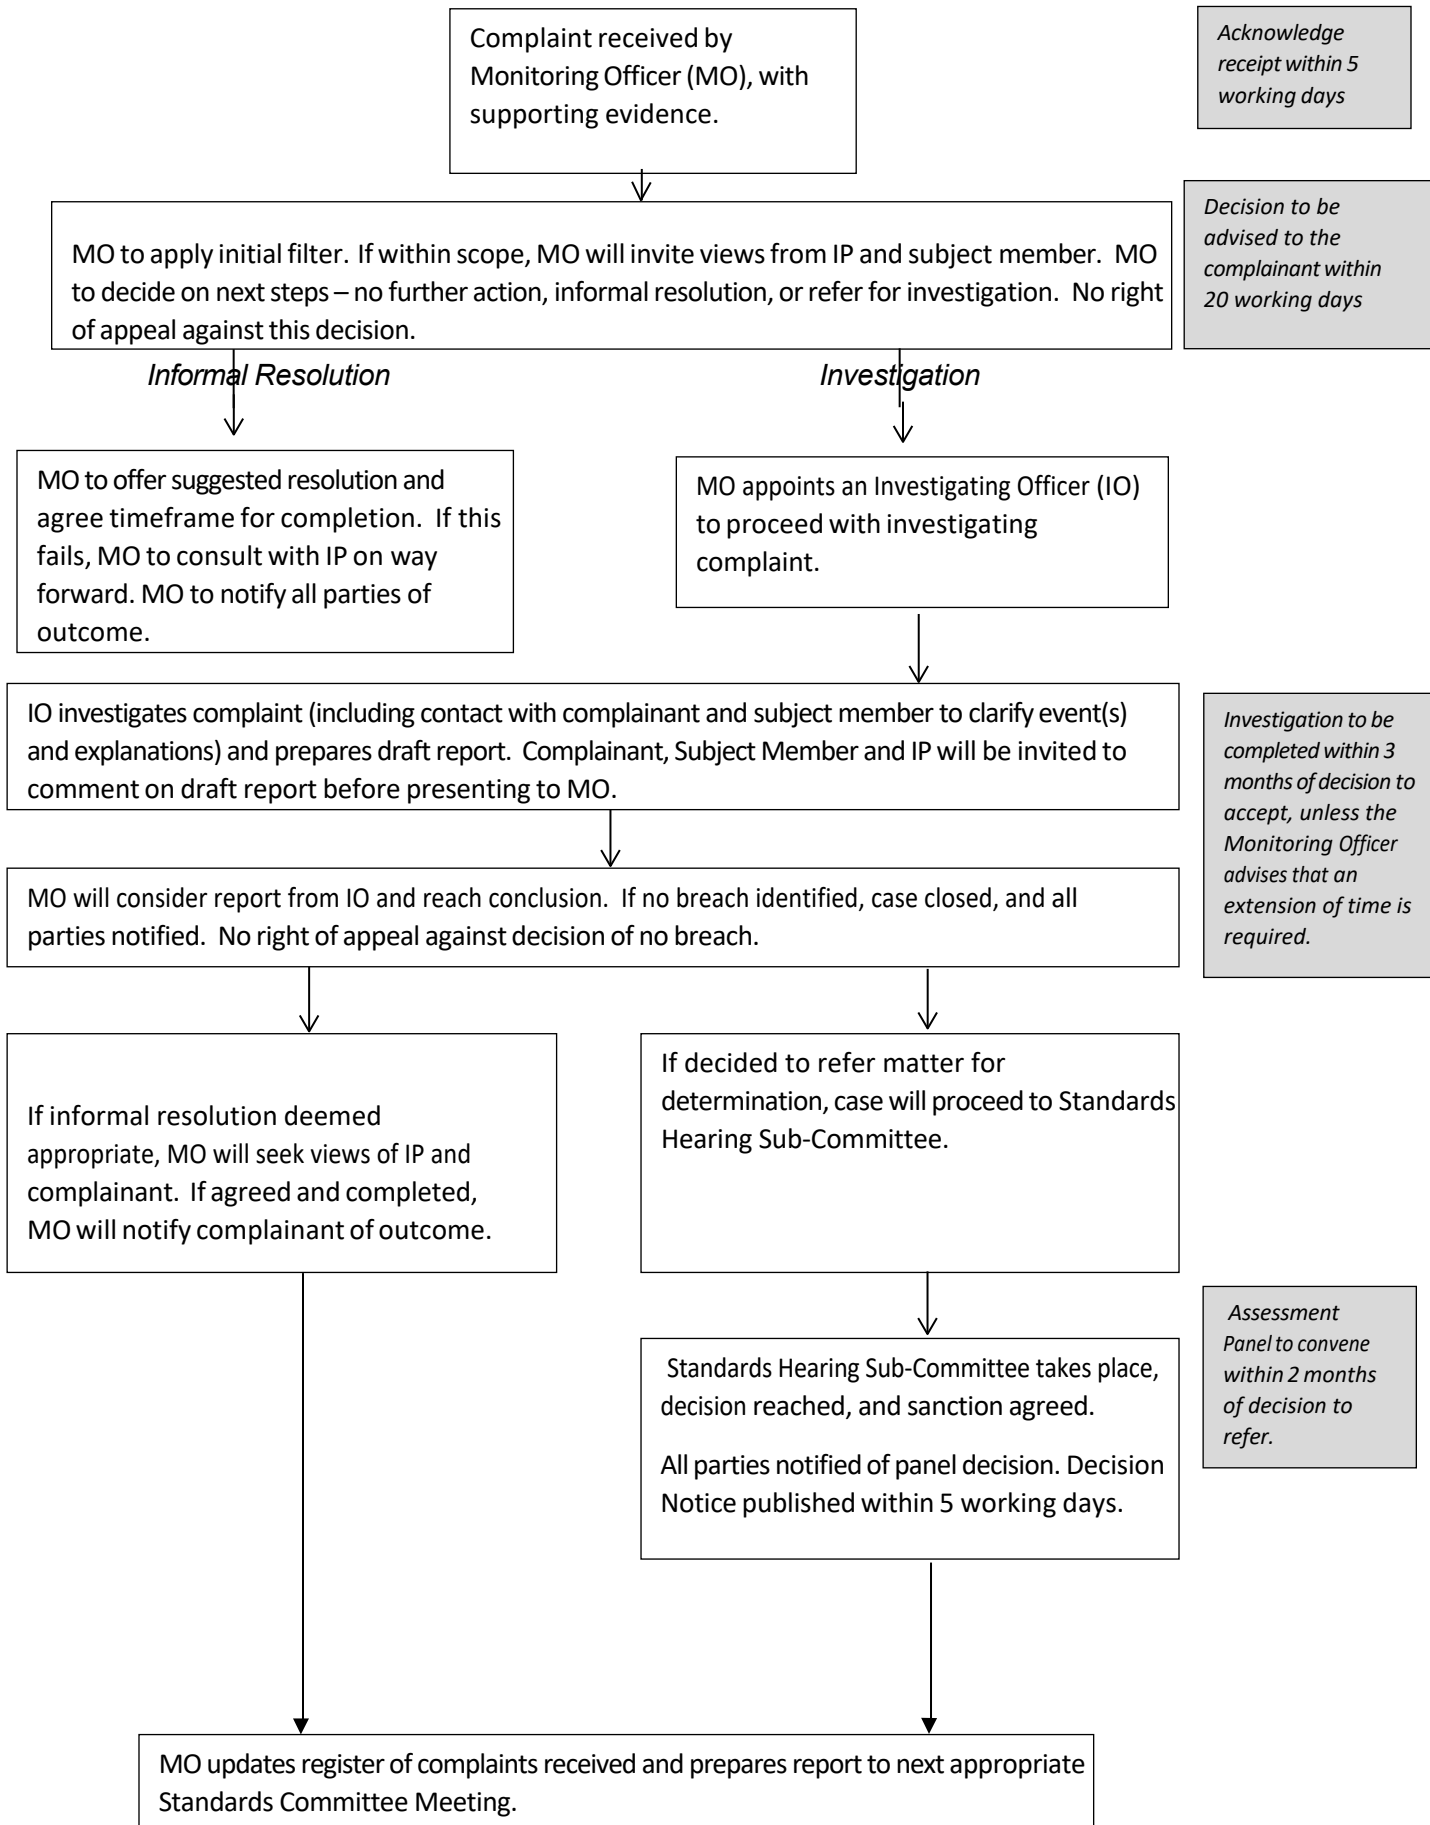 Complaint received by
Monitoring Officer (MO), with
supporting evidence.
Acknowledge
receipt within 5
working days
MO to apply initial filter. If within scope, MO will invite views from IP and subject member. MO
to decide on next steps – no further action, informal resolution, or refer for investigation. No right
of appeal against this decision.
Decision to be
advised to the
complainant within
20 working days
Informal Resolution
Investigation
MO to offer suggested resolution and
agree timeframe for completion. If this
fails, MO to consult with IP on way
forward. MO to notify all parties of
outcome.
MO appoints an Investigating Officer (IO)
to proceed with investigating
complaint.
IO investigates complaint (including contact with complainant and subject member to clarify event(s)
and explanations) and prepares draft report. Complainant, Subject Member and IP will be invited to
comment on draft report before presenting to MO.
Investigation to be
completed within 3
months of decision to
accept, unless the
Monitoring Officer
advises that an
extension of time is
required.
MO will consider report from IO and reach conclusion. If no breach identified, case closed, and all
parties notified. No right of appeal against decision of no breach.
If informal resolution deemed
appropriate, MO will seek views of IP and
complainant. If agreed and completed,
MO will notify complainant of outcome.
If decided to refer matter for
determination, case will proceed to Standards
Hearing Sub-Committee.
Assessment
Panel to convene
within 2 months
of decision to
refer.
Standards Hearing Sub-Committee takes place,
decision reached, and sanction agreed.
All parties notified of panel decision. Decision
Notice published within 5 working days.
MO updates register of complaints received and prepares report to next appropriate
Standards Committee Meeting.